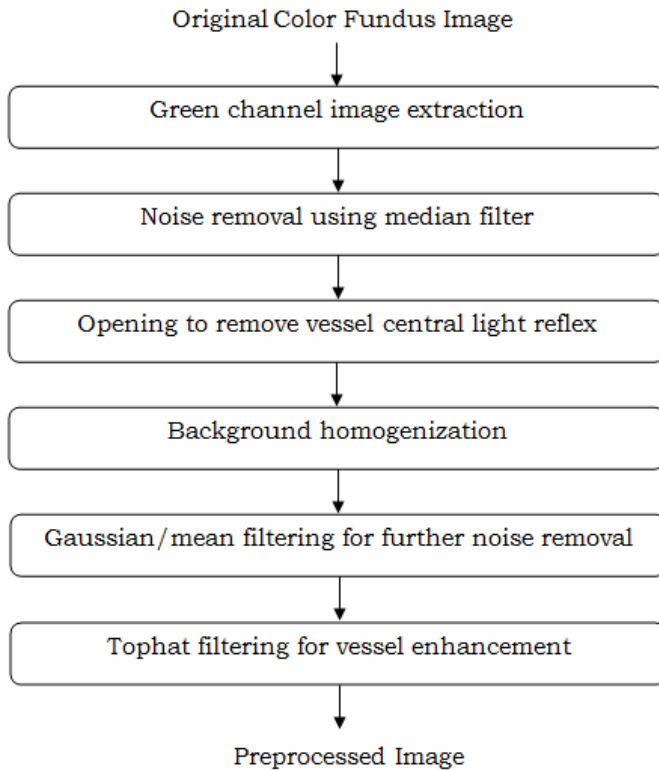 Original Color Fundus Image
Green channel image extraction
Noise removal using median filter
Opening to remove vessel central light reflex
Background homogenization
Gaussian/mean filtering for further noise removal
Tophat filtering for vessel enhancement
Preprocessed Image